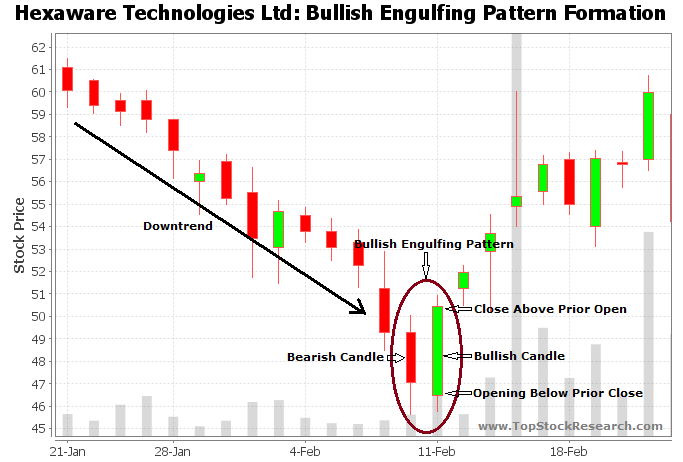 Hexaware Technologies Ltd: Bullish Engulfing Pattern Formation
Stock Price
62
61
60
59
58
57
56
55
54
53
52
51
50
49
48
47
46
45
Downtrend
Bullish Engulfing Pattern
Close Above Prior Open
Bearish Candle
Bullish Candle
Opening Below Prior Close
www.TopStockResearch.com
21-Jan
28-Jan
4-Feb
11-Feb
18-Feb